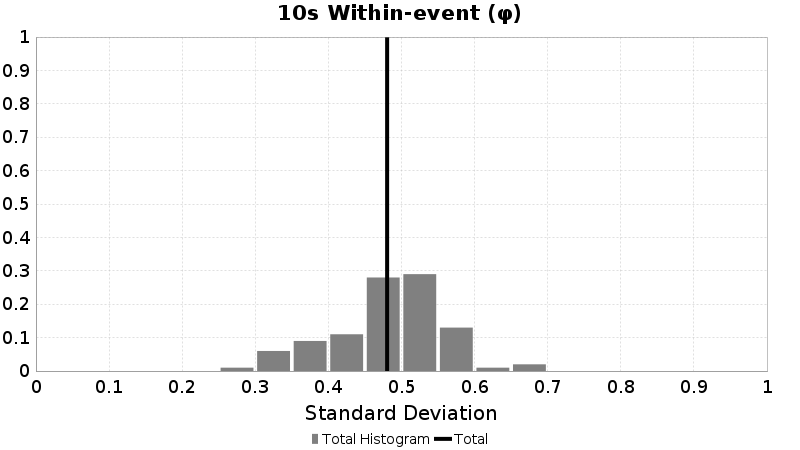 10s Within-event (φ)
1
0.9
0.8
0.7
0.6
0.5
0.4
0.3
0.2
0.1
0
0 0.1 0.2 0.3 0.4 0.5 0.6 0.7 0.8 0.9 1
Standard Deviation
Total Histogram Total